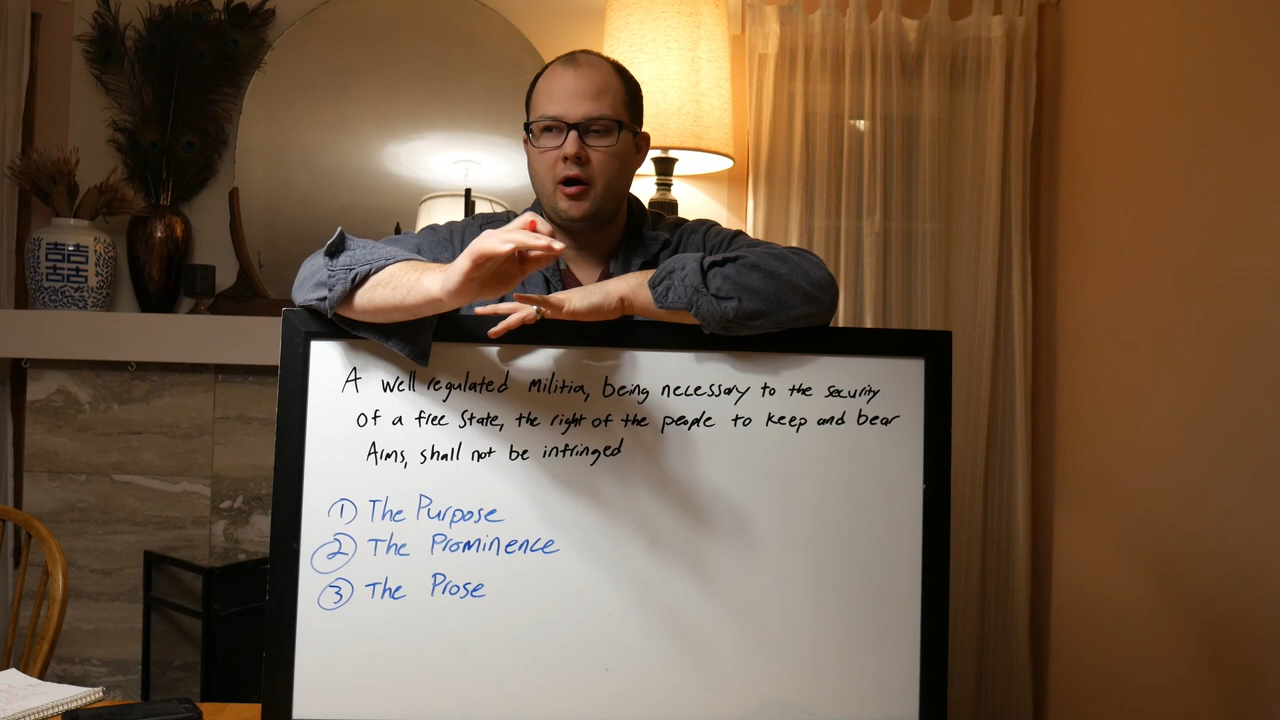 A well regulated Militia, being necessary to the security
of a free State, the right of the people to keep and bear
Arms, shall not be infringed
① The Purpose
② The Prominence
③ The Prose
囍